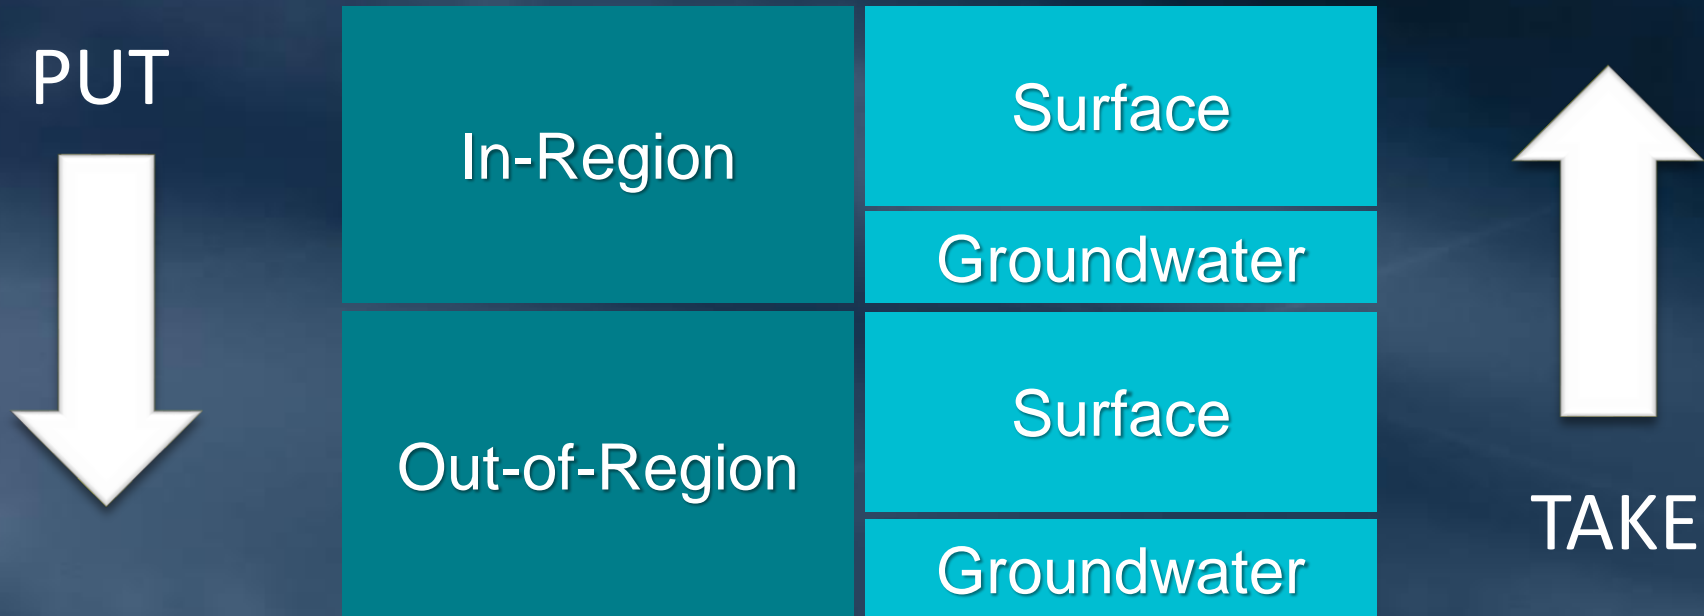 PUT
In-Region
Surface
Groundwater
Out-of-Region
Surface
Groundwater
TAKE